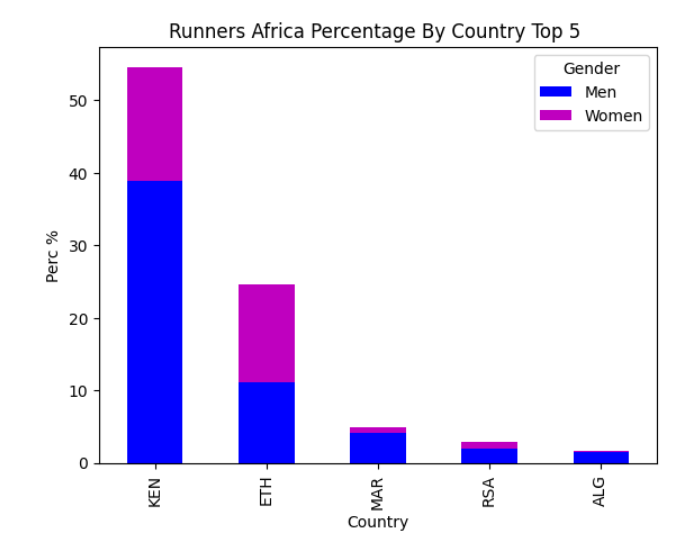 Runners Africa Percentage By Country Top 5
Gender
Men
Women
Perc %
50
40
30
20
10
0
KEN
ETH
MAR
RSA
ALG
Country